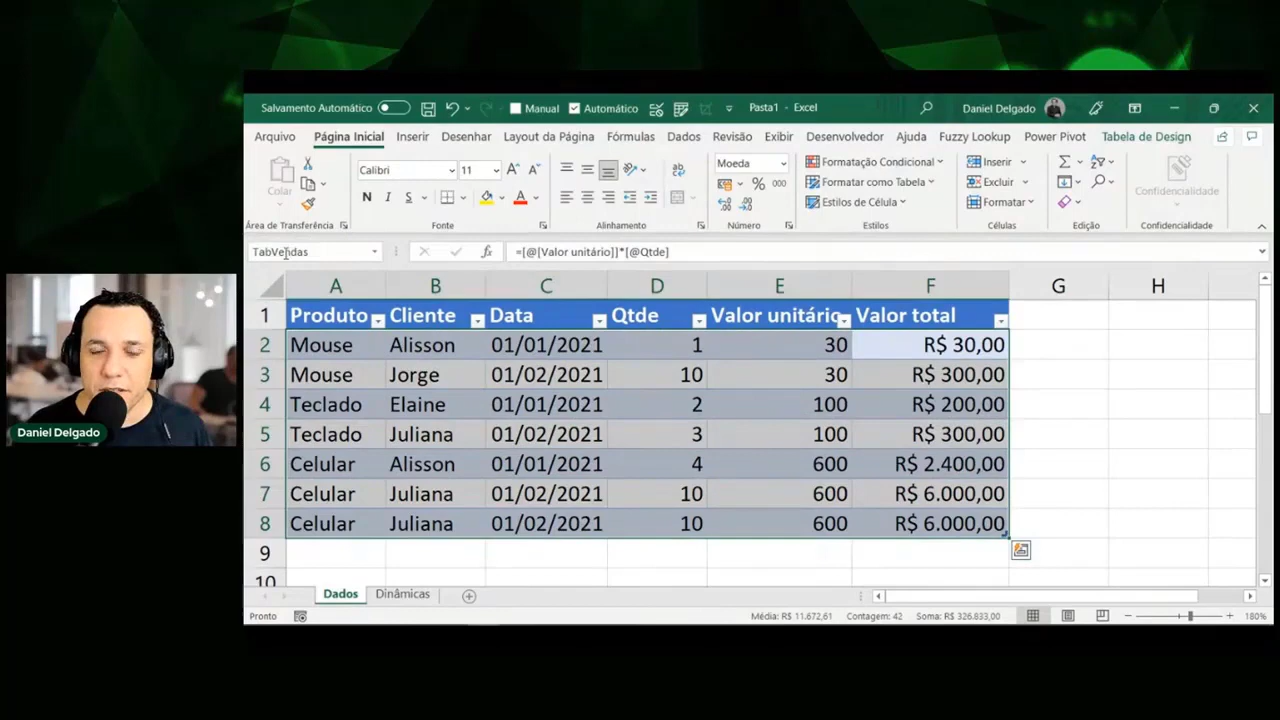 Salvamento Automático Manual Automático Pasta1 - Excel Daniel Delgado
Arquivo Página Inicial Inserir Desenhar Layout da Página Fórmulas Dados Revisão Exibir Desenvolvedor Ajuda Fuzzy Lookup Power Pivot Tabela de Design
Colar Calibri 11 Moeda Formatação Condicional Inserir
N I S % 000 Formatar como Tabela Excluir Confidencialidade
Estilos de Célula Formatar
Área de Transferência Fonte Alinhamento Número Estilos Células Edição Confidencialidade
TabVendas fx =[@[Valor unitário]]*[@Qtde]
A B C D E F G H
1 Produto Cliente Data Qtde Valor unitário Valor total
2 Mouse Alisson 01/01/2021 1 30 R$ 30,00
3 Mouse Jorge 01/02/2021 10 30 R$ 300,00
4 Teclado Elaine 01/01/2021 2 100 R$ 200,00
5 Teclado Juliana 01/02/2021 3 100 R$ 300,00
6 Celular Alisson 01/01/2021 4 600 R$ 2.400,00
7 Celular Juliana 01/02/2021 10 600 R$ 6.000,00
8 Celular Juliana 01/02/2021 10 600 R$ 6.000,00
9
10
Dados Dinâmicas
Pronto Média: R$ 11.672,61 Contagem: 42 Soma: R$ 326.833,00 180%
Daniel Delgado